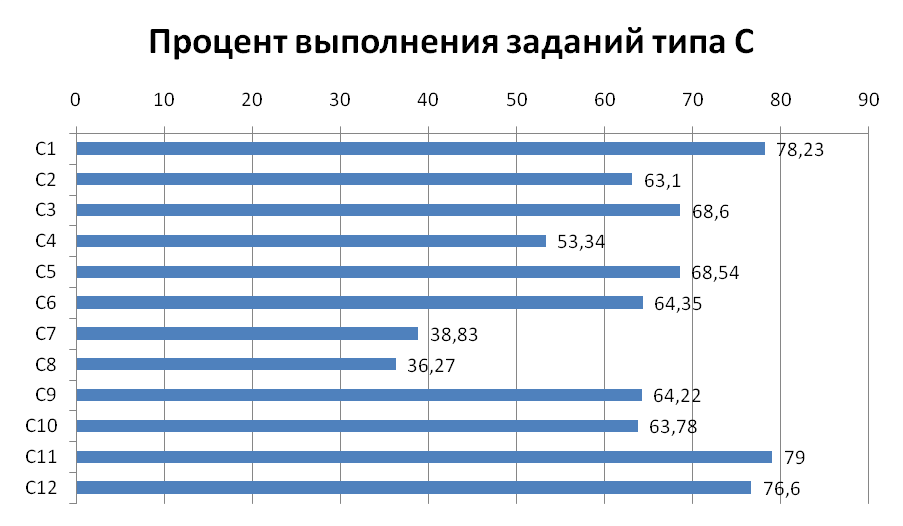 Процент выполнения заданий типа С
0 10 20 30 40 50 60 70 80 90
С1 78,23
С2 63,1
С3 68,6
С4 53,34
С5 68,54
С6 64,35
С7 38,83
С8 36,27
С9 64,22
С10 63,78
С11 79
С12 76,6